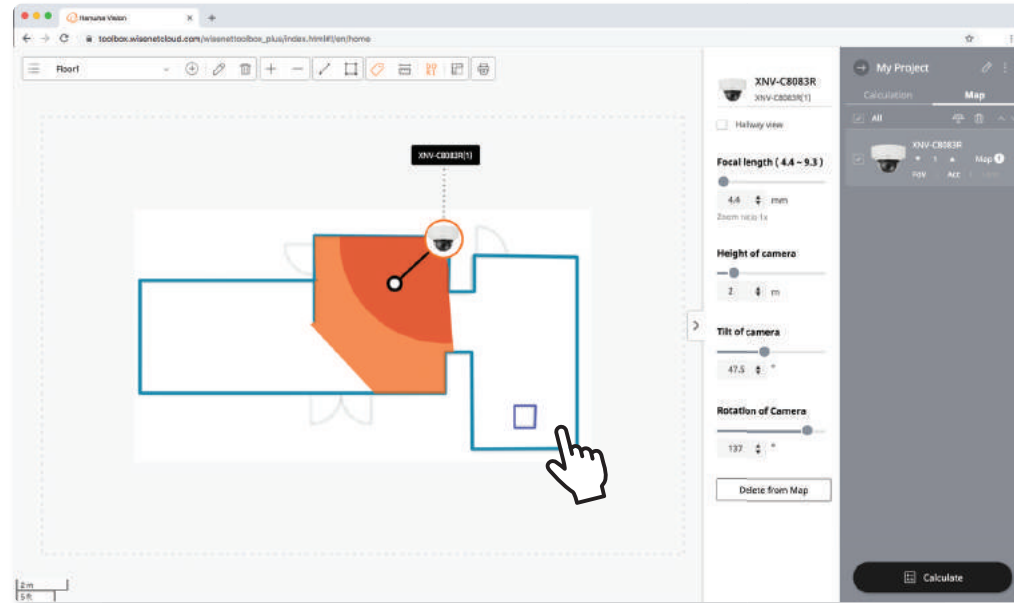 Hanwha Vision
toolbox.wisenetcloud.com/wisenettoolbox_plus/index.html#!/en/home
Floor1
XNV-C8083R(1)
2 m
5 ft
XNV-C8083R
XNV-C8083R(1)
Hallway view
Focal length ( 4.4 ~ 9.3 )
4.4 mm
Zoom ratio 1x
Height of camera
2 m
Tilt of camera
47.5 °
Rotation of Camera
137 °
Delete from Map
My Project
Calculation Map
All
XNV-C8083R
1 Map 1
FoV Act
Calculate